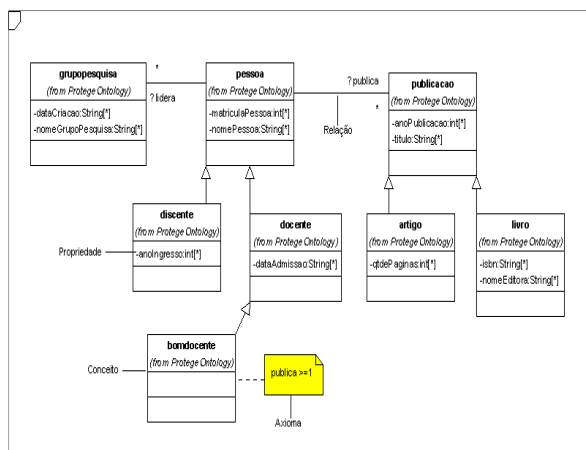 grupopesquisa
(from Protege Ontology)
-dataCriacao:String[*]
-nomeGrupoPesquisa:String[*]
*
? lidera
pessoa
(from Protege Ontology)
-matriculaPessoa:int[*]
-nomePessoa:String[*]
? publica
*
Relação
publicacao
(from Protege Ontology)
-anoPublicacao:int[*]
-titulo:String[*]
discente
(from Protege Ontology)
-anoIngresso:int[*]
Propriedade
docente
(from Protege Ontology)
-dataAdmissao:String[*]
artigo
(from Protege Ontology)
-qtdePaginas:int[*]
livro
(from Protege Ontology)
-isbn:String[*]
-nomeEditora:String[*]
bomdocente
(from Protege Ontology)
Conceito
publica >=1
Axioma